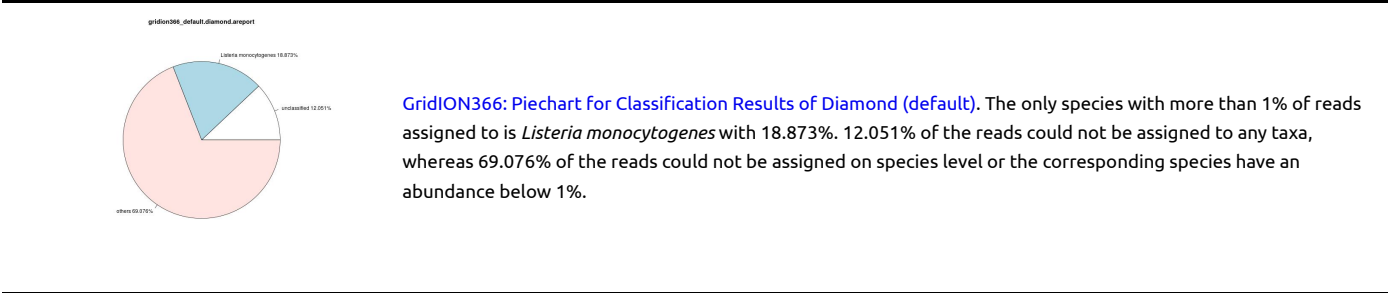 gridion366_default.diamond.areport
Listeria monocytogenes 18.873%
unclassified 12.051%
others 69.076%
GridION366: Piechart for Classification Results of Diamond (default). The only species with more than 1% of reads
assigned to is Listeria monocytogenes with 18.873%. 12.051% of the reads could not be assigned to any taxa,
whereas 69.076% of the reads could not be assigned on species level or the corresponding species have an
abundance below 1%.